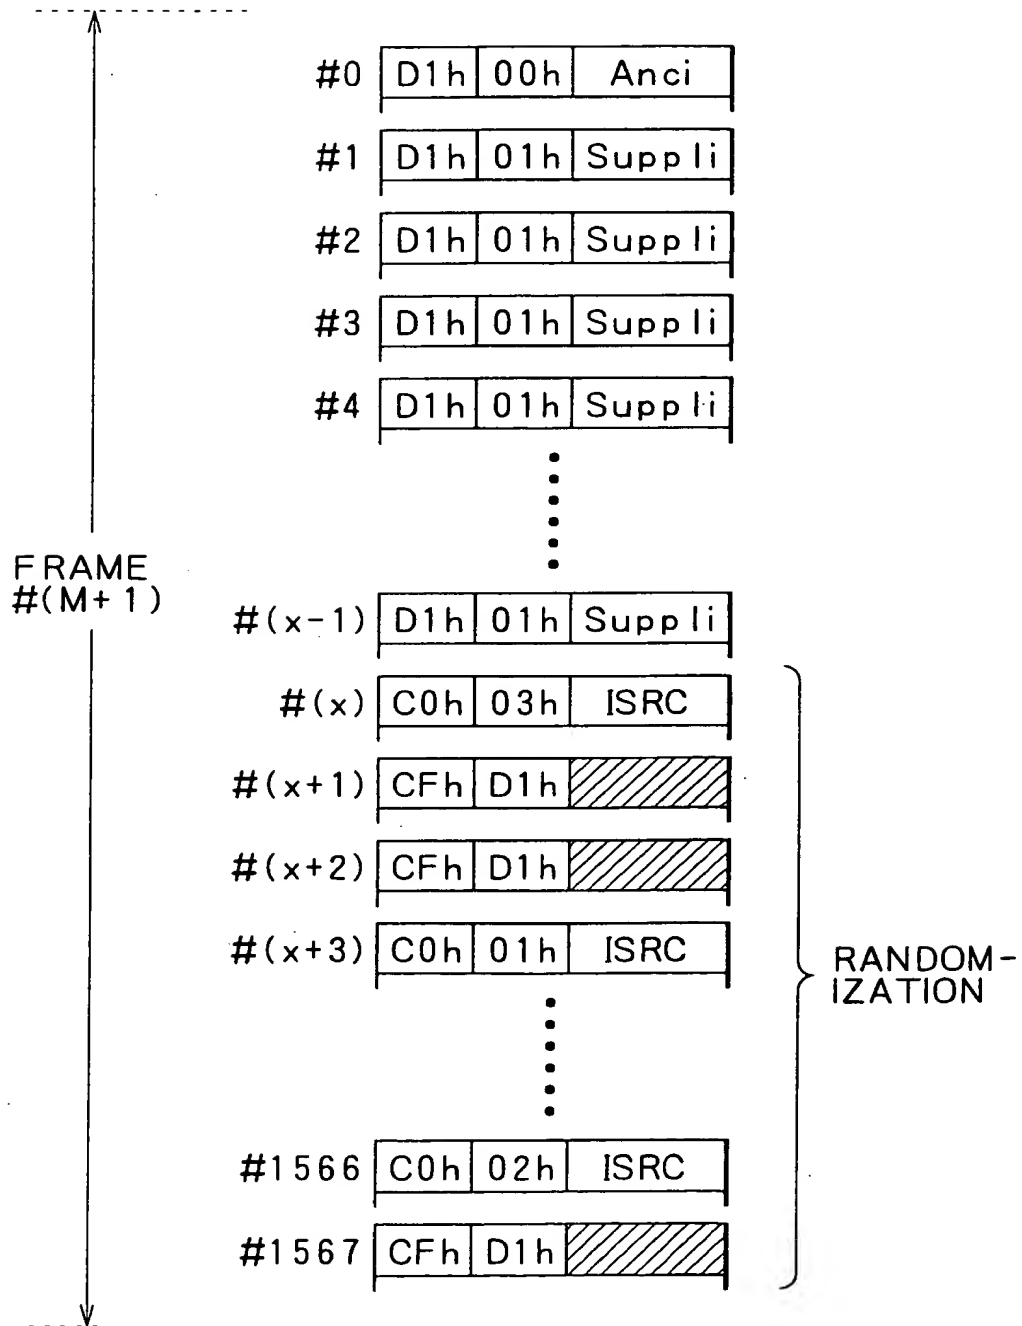 #0 D1h 00h Anci
#1 D1h 01h Suppli
#2 D1h 01h Suppli
#3 D1h 01h Suppli
#4 D1h 01h Suppli
FRAME
#(M+1)
#(x-1) D1h 01h Suppli
#(x) C0h 03h ISRC
#(x+1) CFh D1h
#(x+2) CFh D1h
#(x+3) C0h 01h ISRC
RANDOM-
IZATION
#1566 C0h 02h ISRC
#1567 CFh D1h